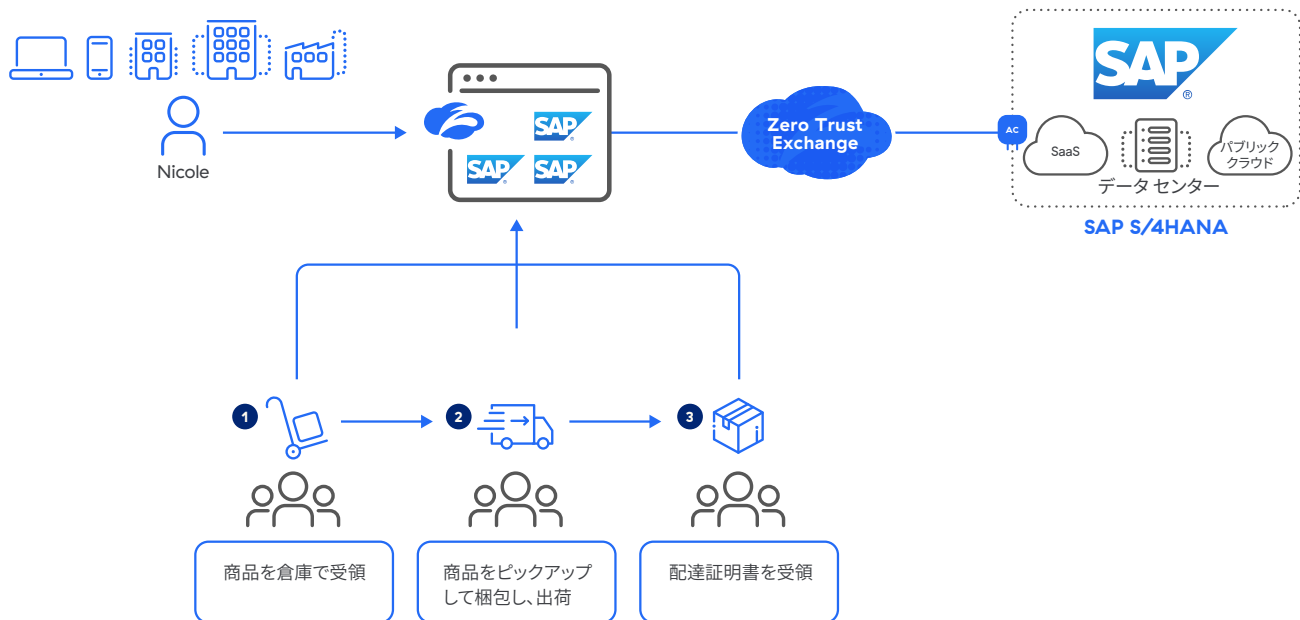 Nicole
SAP
SAP
SAP
Zero Trust
Exchange
AC
SAP
®
SaaS
パブリック
クラウド
データ センター
SAP S/4HANA
1
2
3
商品を倉庫で受領
商品をピックアップ
して梱包し、出荷
配達証明書を受領